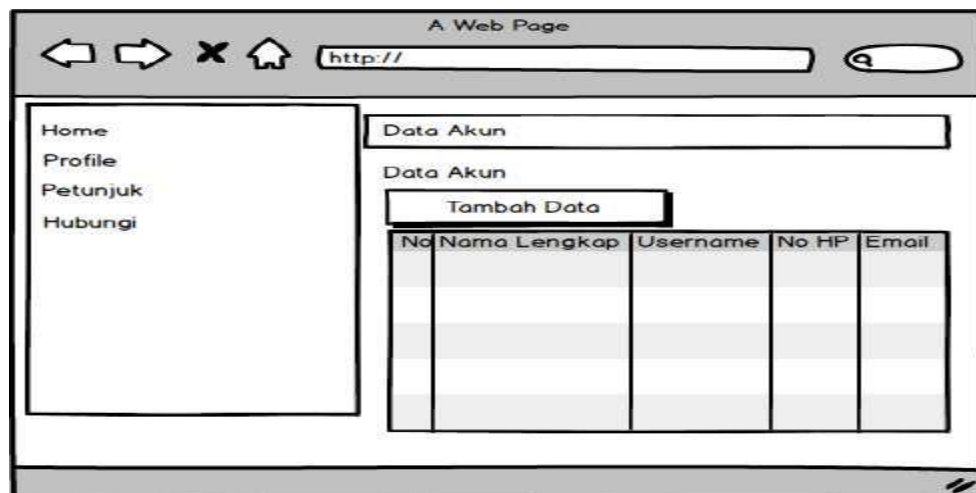 A Web Page
http://
Home
Profile
Petunjuk
Hubungi
Data Akun
Data Akun
Tambah Data
No Nama Lengkap Username No HP Email